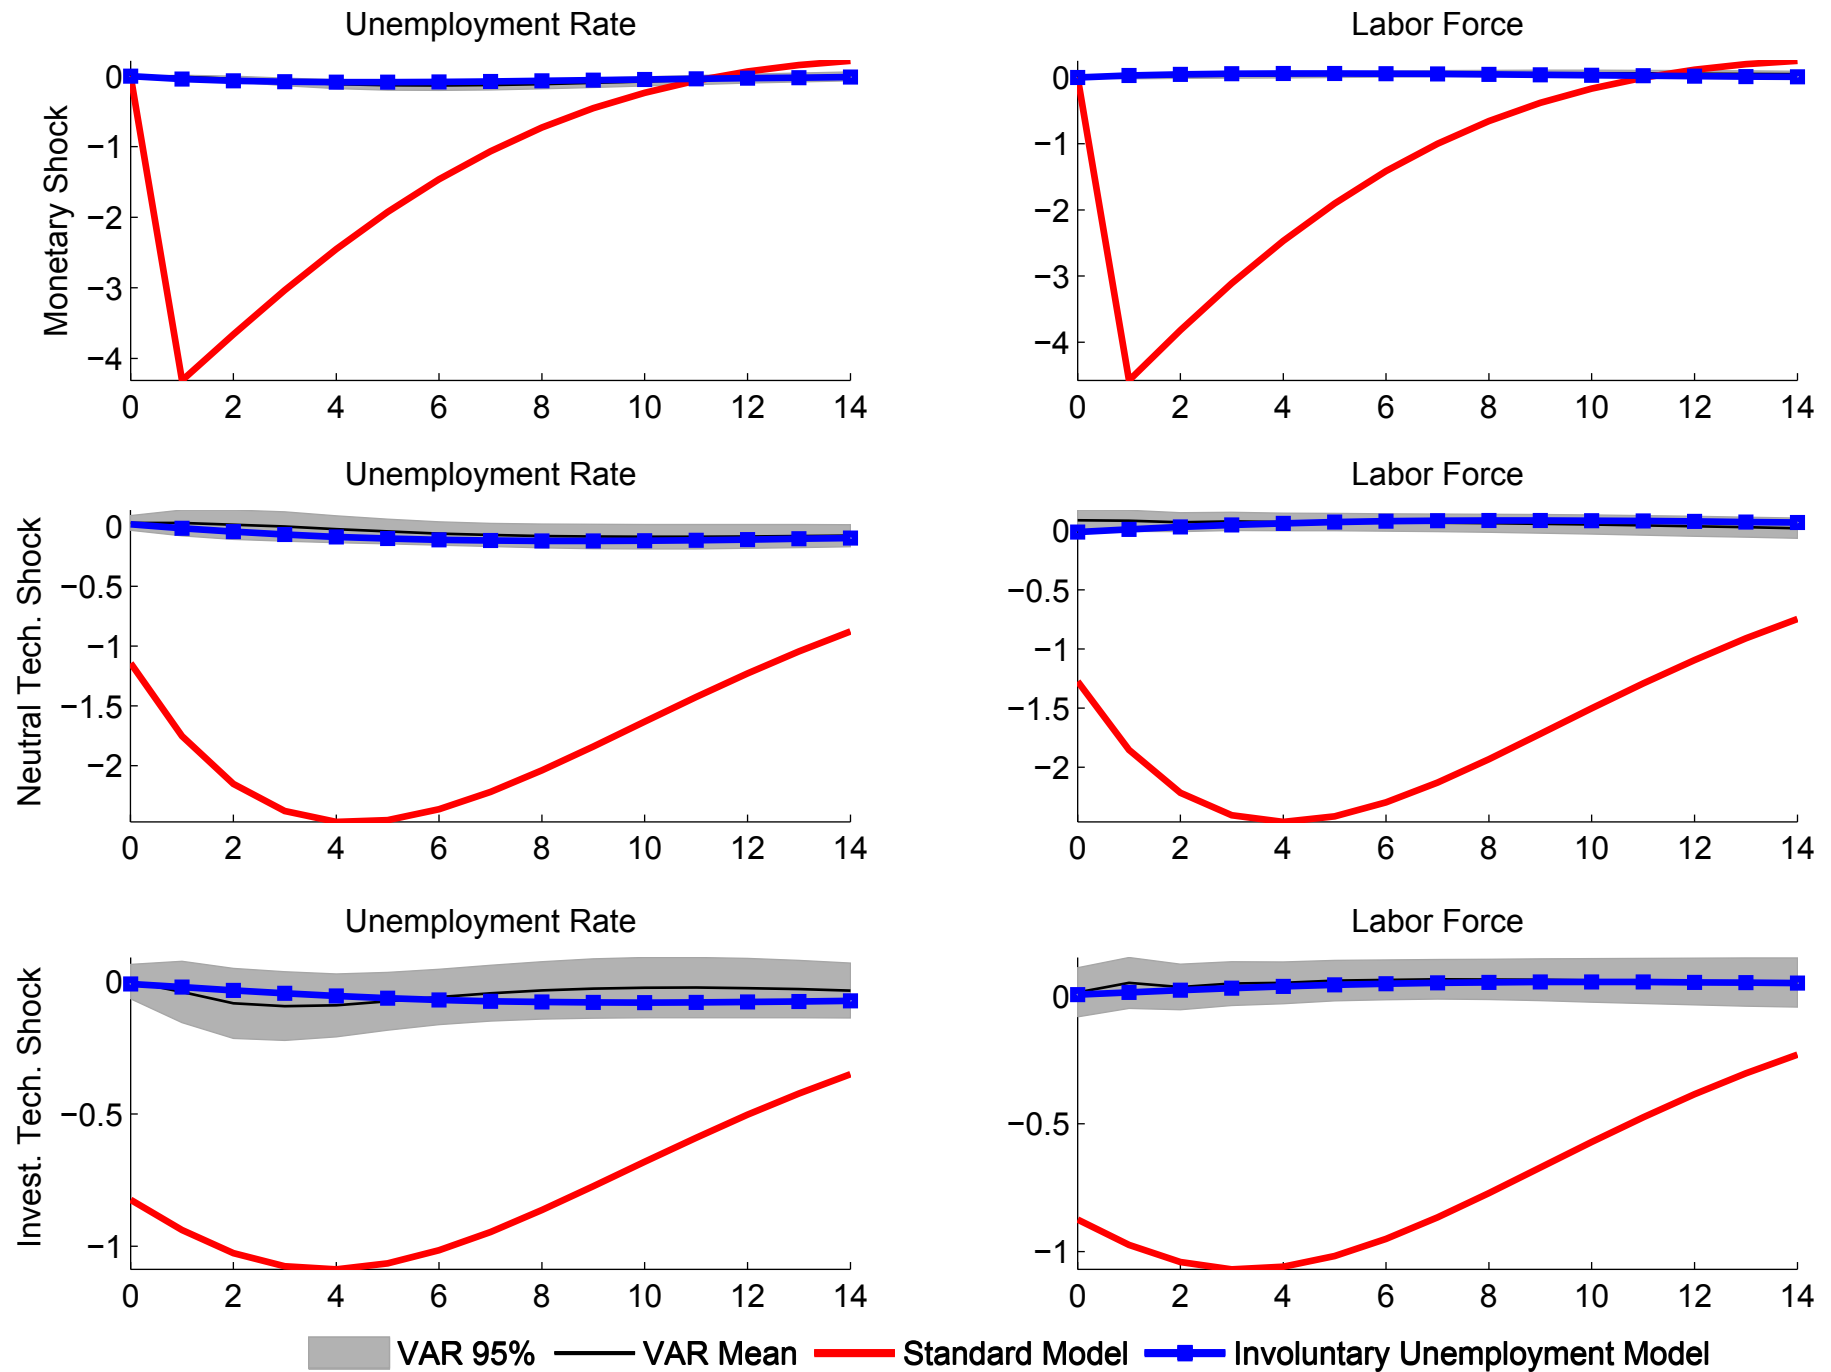 Unemployment Rate
Labor Force
Monetary Shock
0
−1
−2
−3
−4
0 2 4 6 8 10 12 14
0
−1
−2
−3
−4
0 2 4 6 8 10 12 14
Unemployment Rate
Labor Force
Neutral Tech. Shock
0
−0.5
−1
−1.5
−2
0 2 4 6 8 10 12 14
0
−0.5
−1
−1.5
−2
0 2 4 6 8 10 12 14
Unemployment Rate
Labor Force
Invest. Tech. Shock
0
−0.5
−1
0 2 4 6 8 10 12 14
0
−0.5
−1
0 2 4 6 8 10 12 14
VAR 95% VAR Mean Standard Model Involuntary Unemployment Model